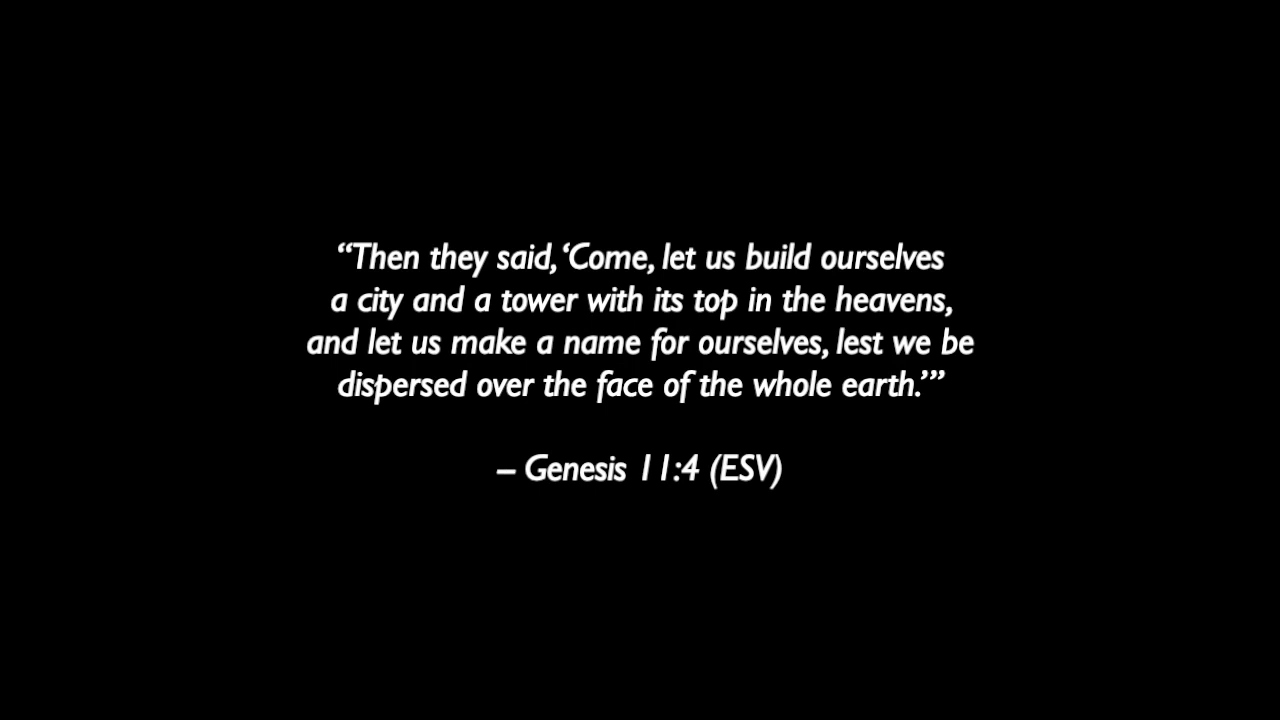 “Then they said, ‘Come, let us build ourselves
a city and a tower with its top in the heavens,
and let us make a name for ourselves, lest we be
dispersed over the face of the whole earth.’”
– Genesis 11:4 (ESV)